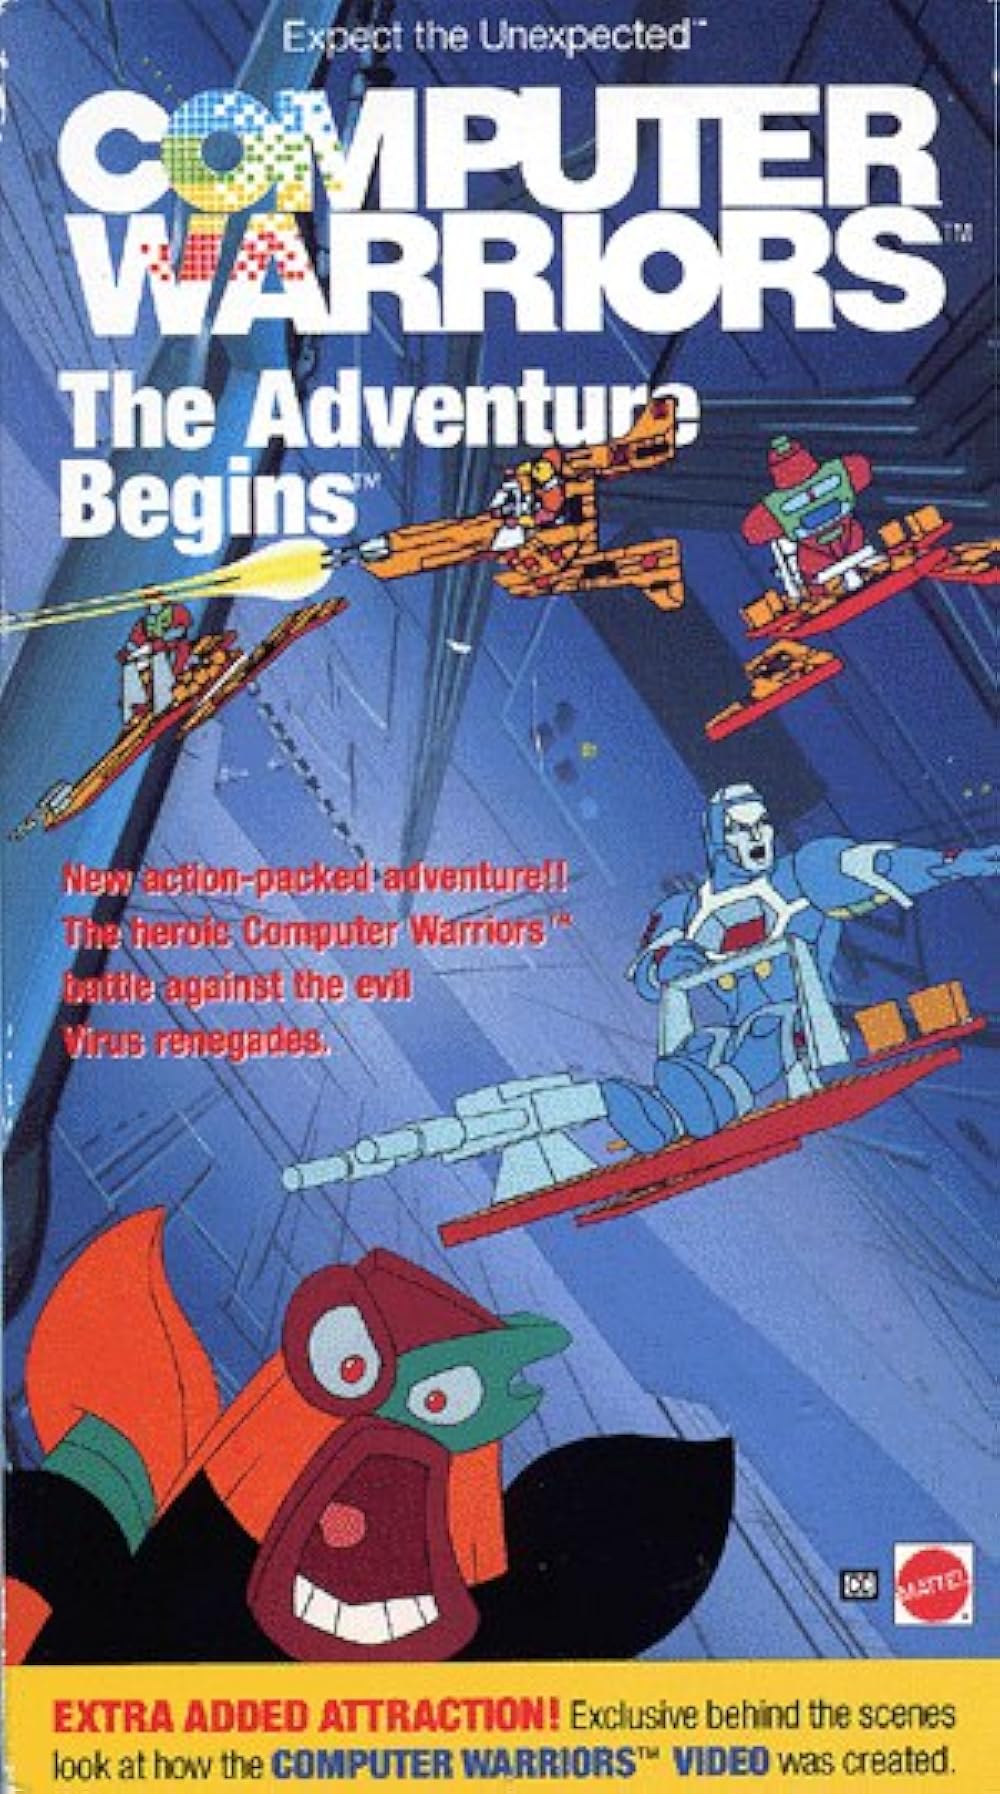 Expect the Unexpected™
COMPUTER
WARRIORS™
The Adventure
Begins™
New action-packed adventure!!
The heroic Computer Warriors™
battle against the evil
Virus renegades.
CC
MATTEL
EXTRA ADDED ATTRACTION! Exclusive behind the scenes
look at how the COMPUTER WARRIORS™ VIDEO was created.